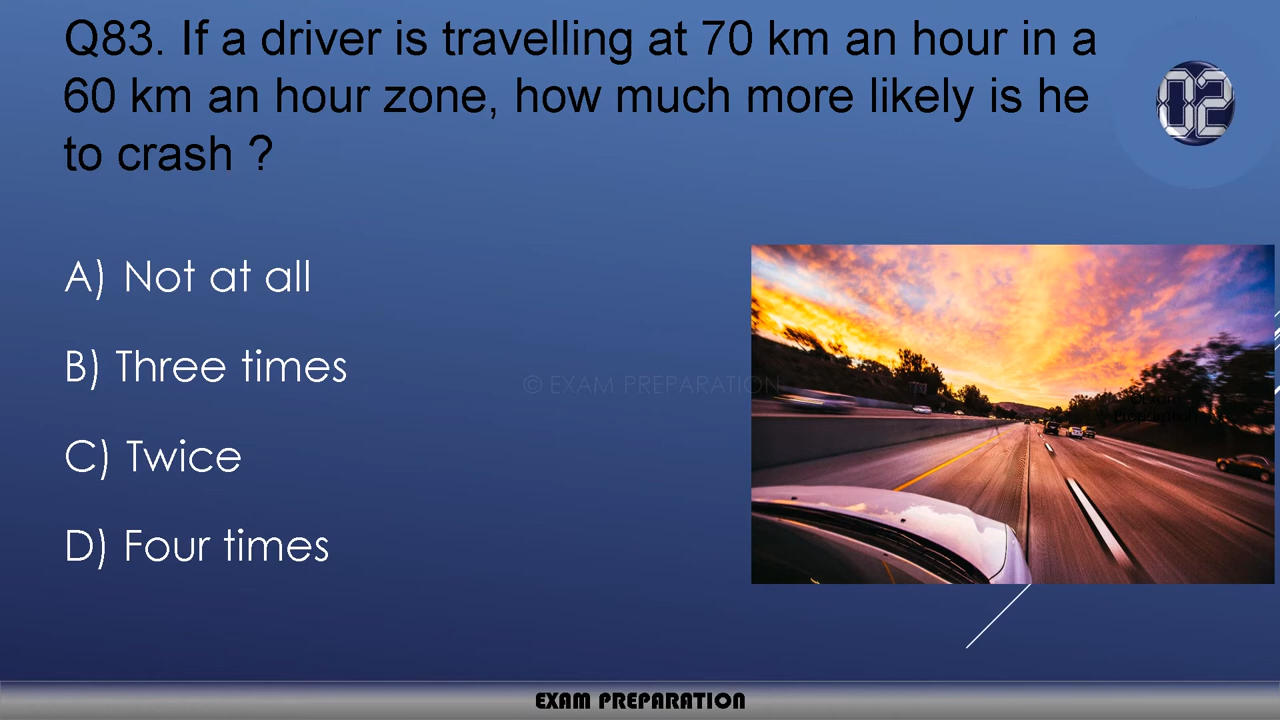 Q83. If a driver is travelling at 70 km an hour in a
60 km an hour zone, how much more likely is he
to crash ?
02
A) Not at all
B) Three times
C) Twice
D) Four times
© EXAM PREPARATION
EXAM PREPARATION